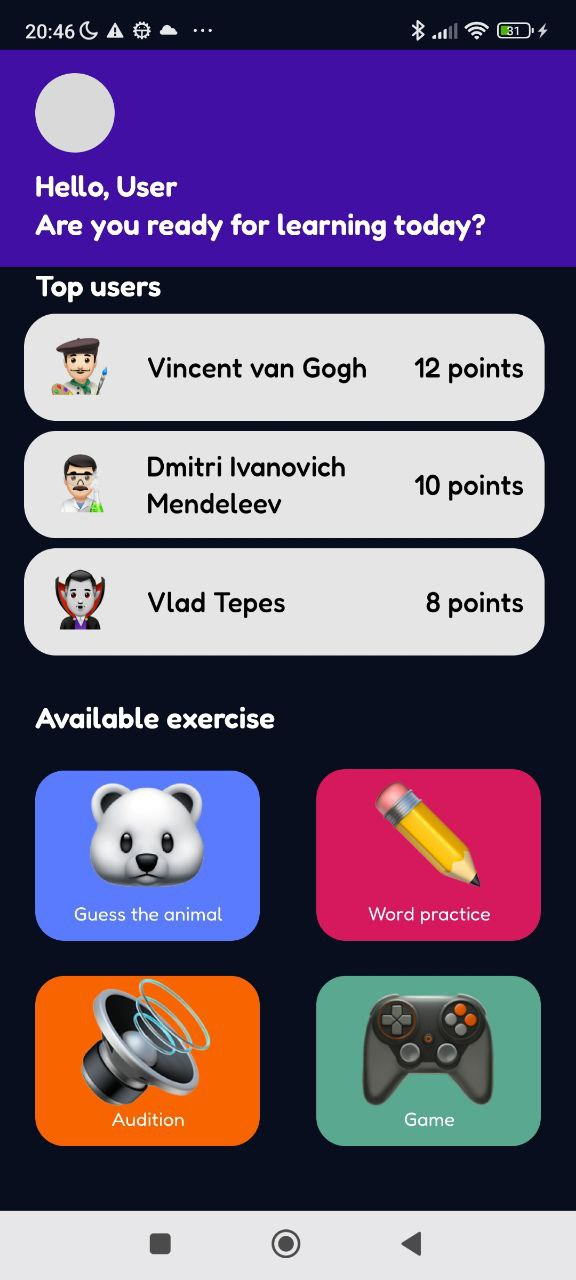 20:46
31
Hello, User
Are you ready for learning today?
Top users
Vincent van Gogh 12 points
Dmitri Ivanovich
Mendeleev 10 points
Vlad Tepes 8 points
Available exercise
Guess the animal Word practice
Audition Game